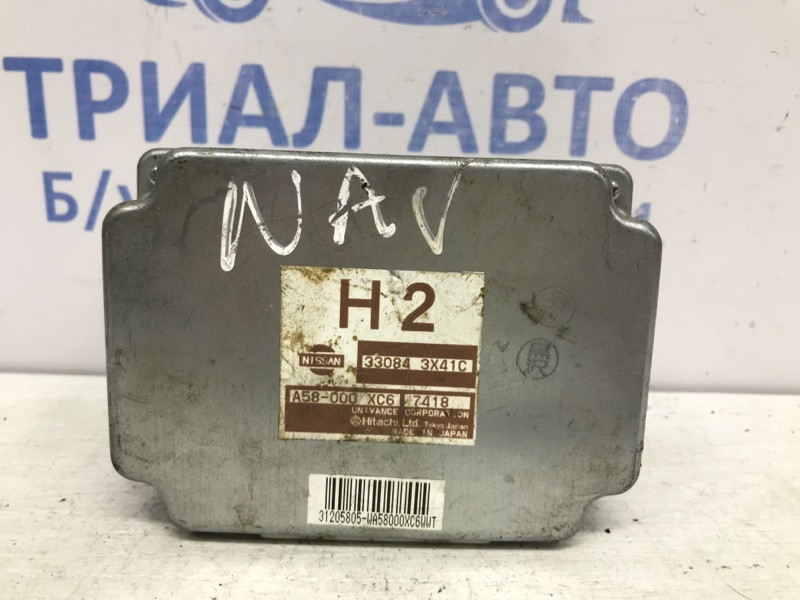 ТРИАЛ-АВТО
Б/у
NAV
H2
NISSAN 33084 3X41C
A58-000 XC6 7418
UNIVANCE CORPORATION
Hitachi, Ltd. Tokyo Japan
MADE IN JAPAN
31205805-WA58000XC6WWT